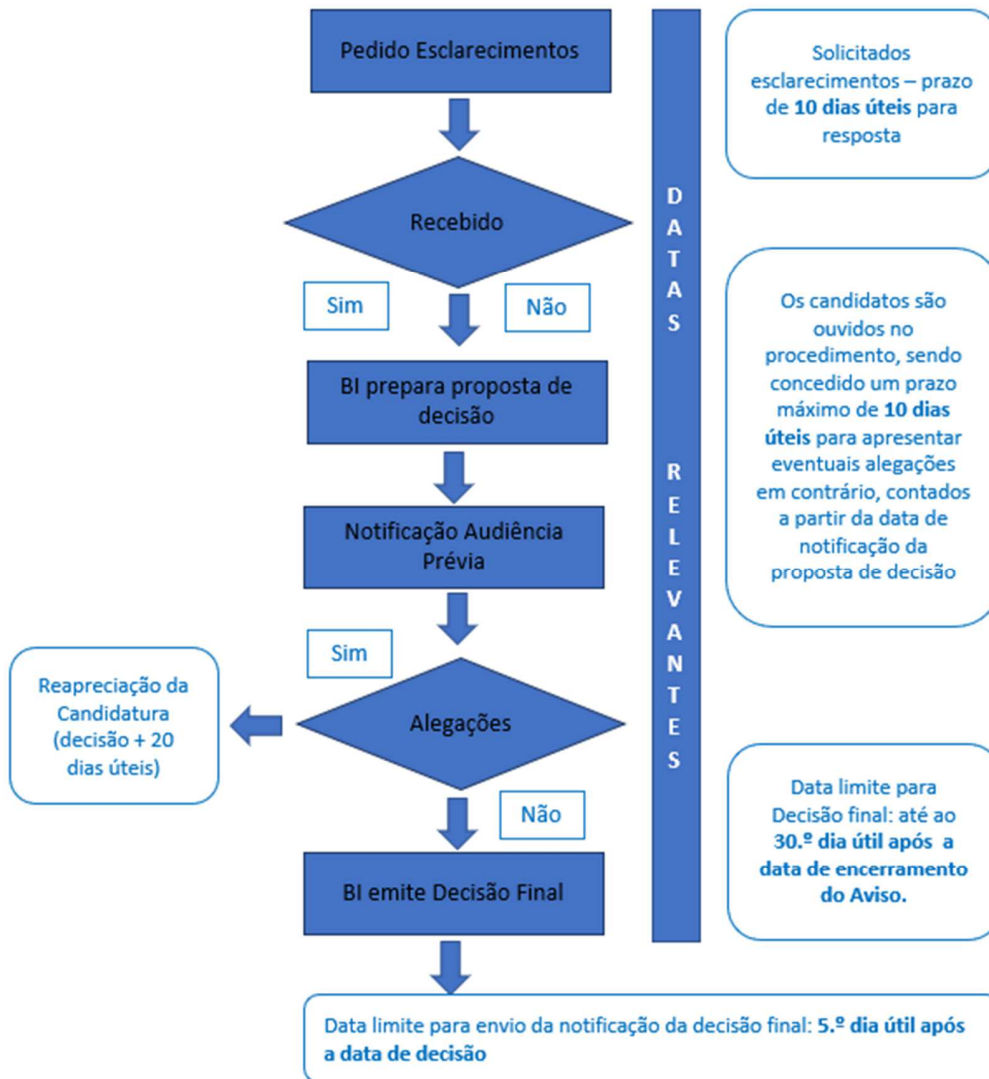 Pedido Esclarecimentos
Solicitados
esclarecimentos – prazo
de 10 dias úteis para
resposta
Recebido
Sim
Não
BI prepara proposta de
decisão
Notificação Audiência
Prévia
DATAS RELEVANTES
Os candidatos são
ouvidos no
procedimento, sendo
concedido um prazo
máximo de 10 dias
úteis para apresentar
eventuais alegações
em contrário, contados
a partir da data de
notificação da
proposta de decisão
Sim
Alegações
Reapreciação da
Candidatura
(decisão + 20
dias úteis)
Não
BI emite Decisão Final
Data limite para
Decisão final: até ao
30.º dia útil após a
data de encerramento
do Aviso.
Data limite para envio da notificação da decisão final: 5.º dia útil após
a data de decisão